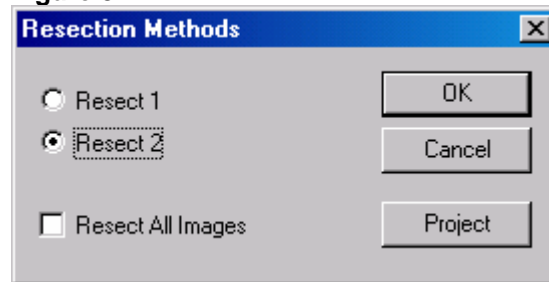 Resection Methods
Resect 1
OK
Resect 2
Cancel
Resect All Images
Project